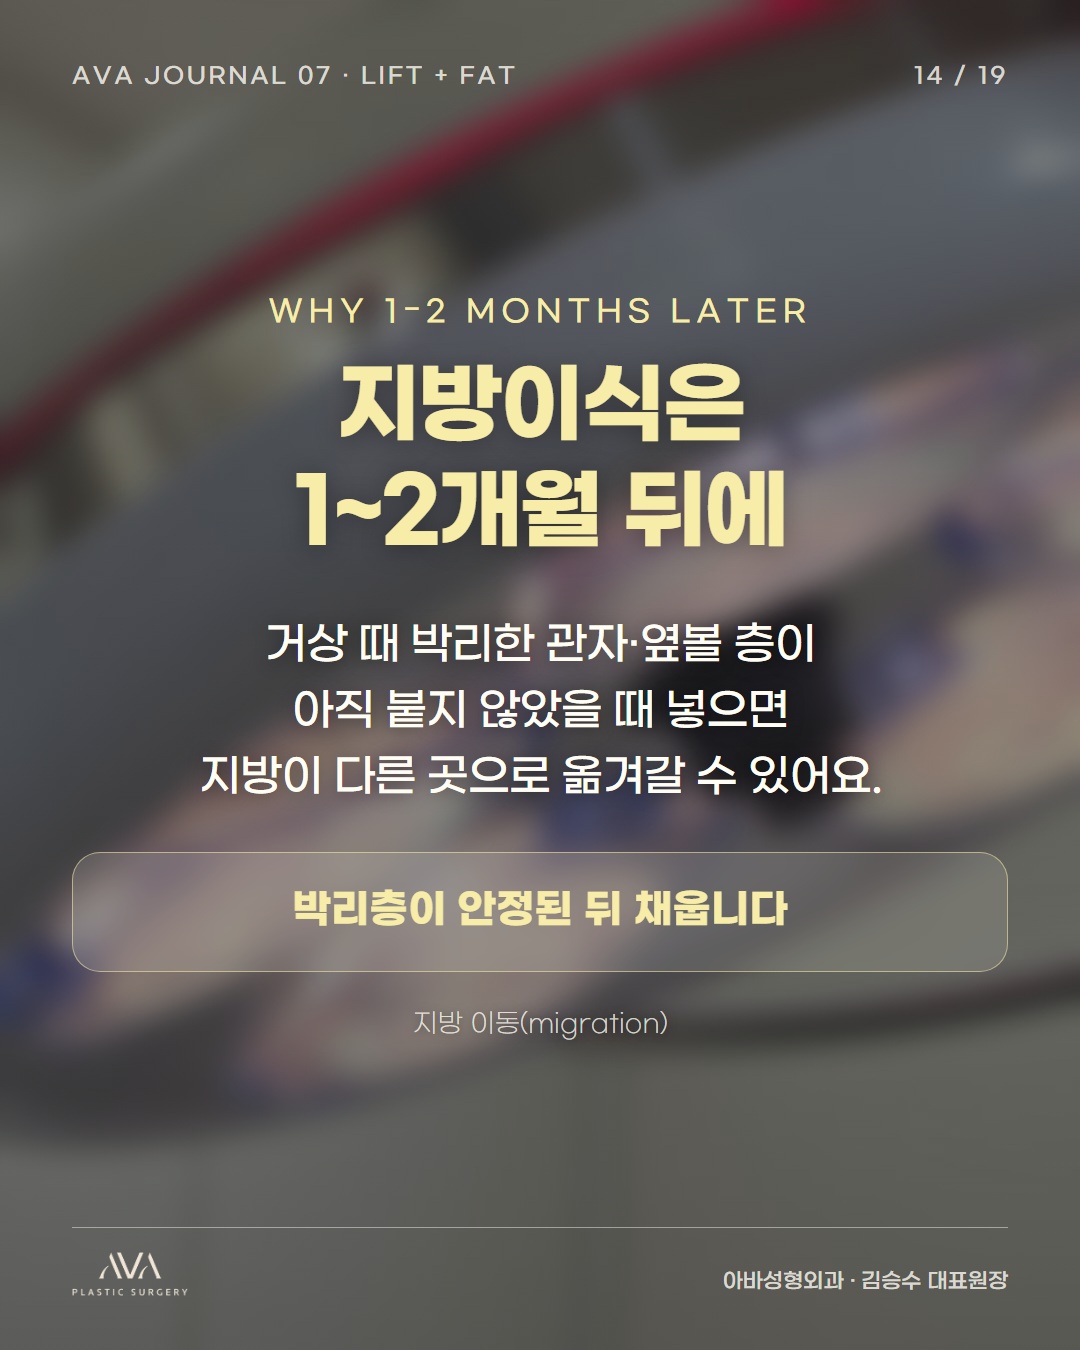 AVA JOURNAL 07 · LIFT + FAT
14 / 19
WHY 1-2 MONTHS LATER
지방이식은
1~2개월 뒤에
거상 때 박리한 관자·옆볼 층이
아직 붙지 않았을 때 넣으면
지방이 다른 곳으로 옮겨갈 수 있어요.
박리층이 안정된 뒤 채웁니다
지방 이동(migration)
AVA
PLASTIC SURGERY
아바성형외과 · 김승수 대표원장